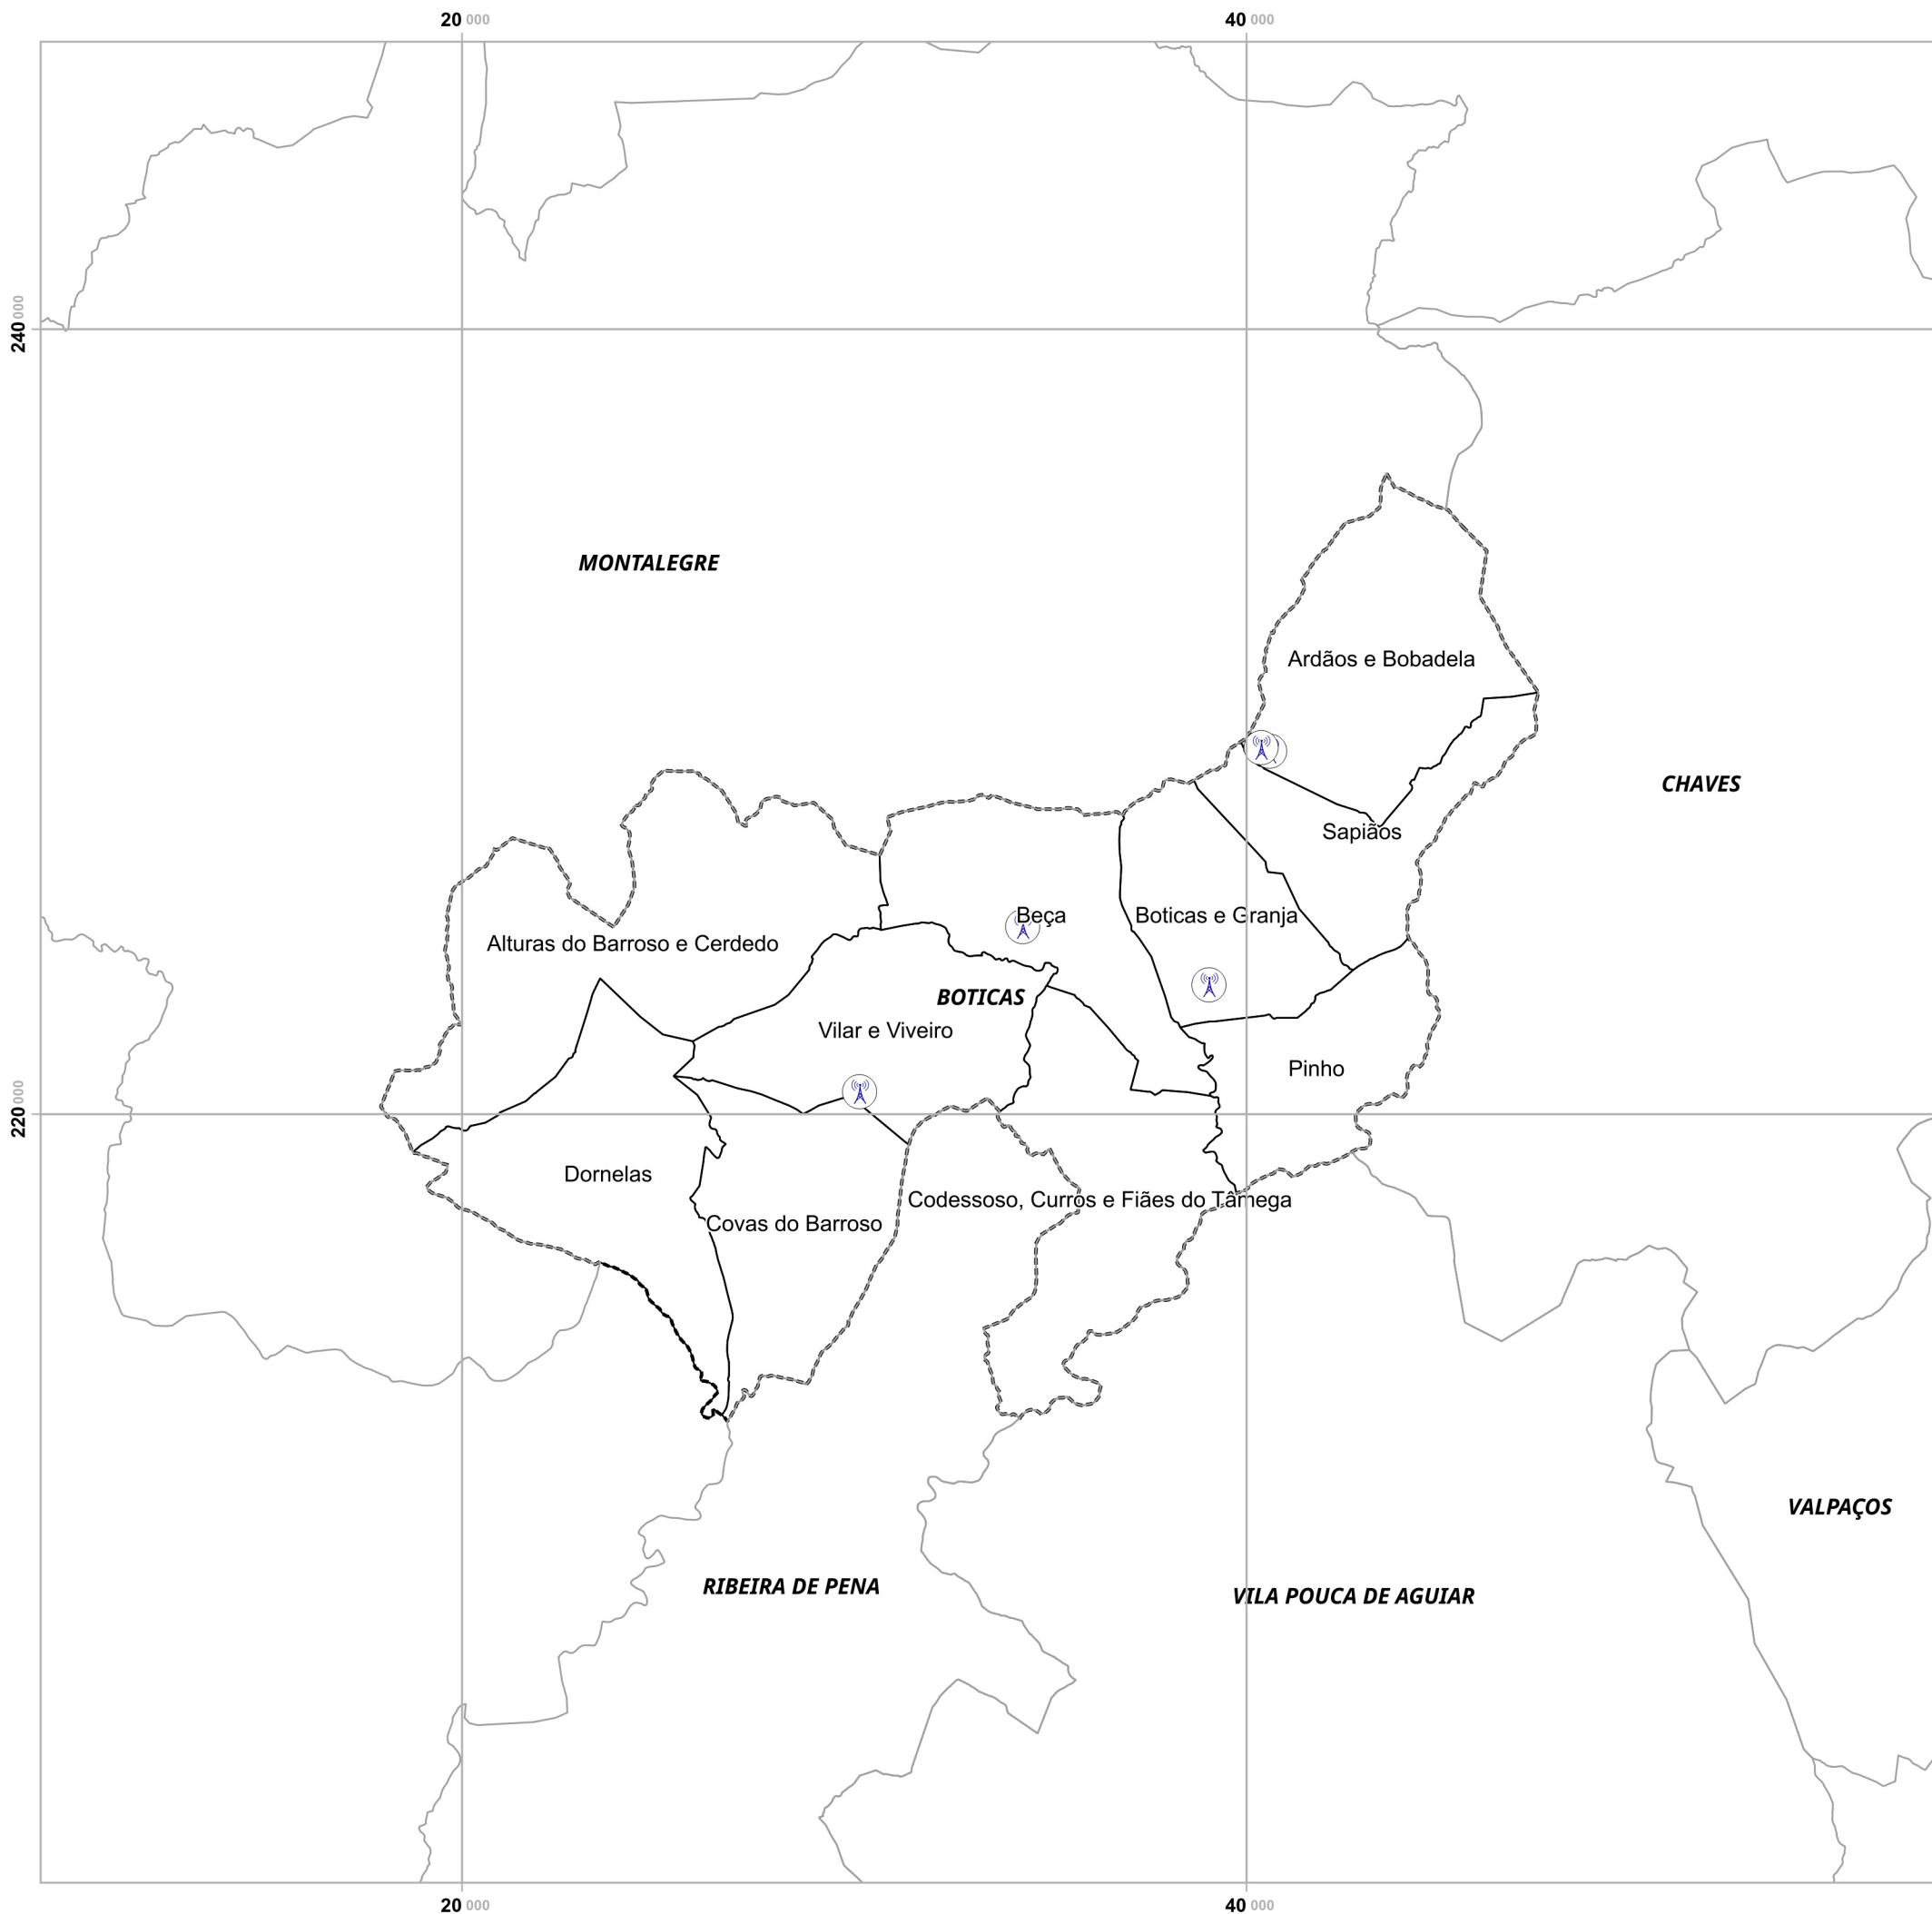 20 000
40 000
240 000
MONTALEGRE
Ardãos e Bobadela
CHAVES
Sapiãos
Beça
Boticas e Granja
Alturas do Barroso e Cerdedo
BOTICAS
Vilar e Viveiro
Pinho
220 000
Dornelas
Codessoso, Curros e Fiães do Tâmega
Covas do Barroso
VALPAÇOS
RIBEIRA DE PENA
VILA POUCA DE AGUIAR
20 000
40 000